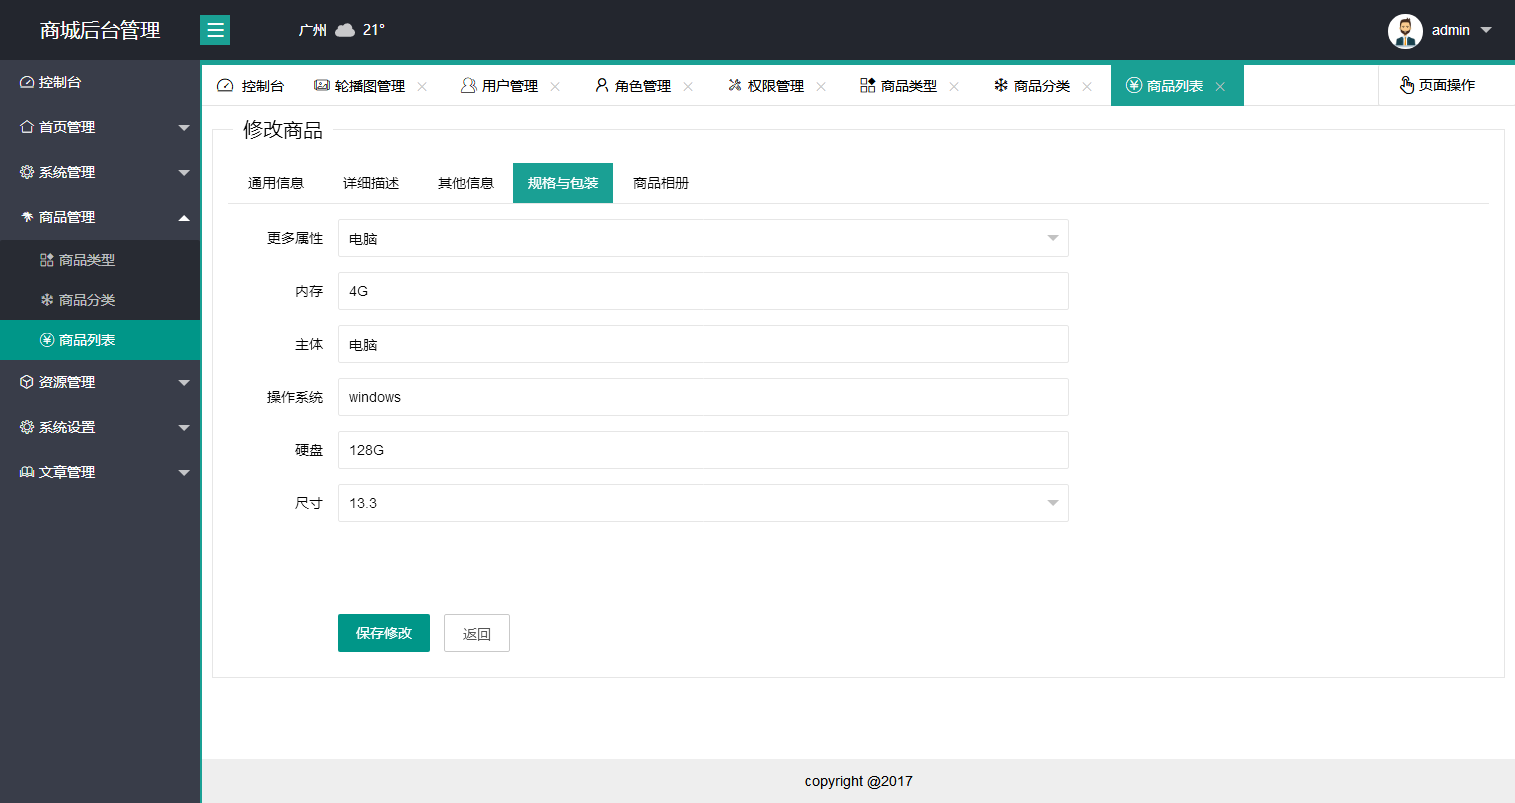 商城后台管理
广州 21°
admin
控制台
首页管理
系统管理
商品管理
商品类型
商品分类
商品列表
资源管理
系统设置
文章管理
控制台 轮播图管理 用户管理 角色管理 权限管理 商品类型 商品分类 商品列表 页面操作
修改商品
通用信息 详细描述 其他信息 规格与包装 商品相册
更多属性 电脑
内存 4G
主体 电脑
操作系统 windows
硬盘 128G
尺寸 13.3
保存修改 返回
copyright @2017